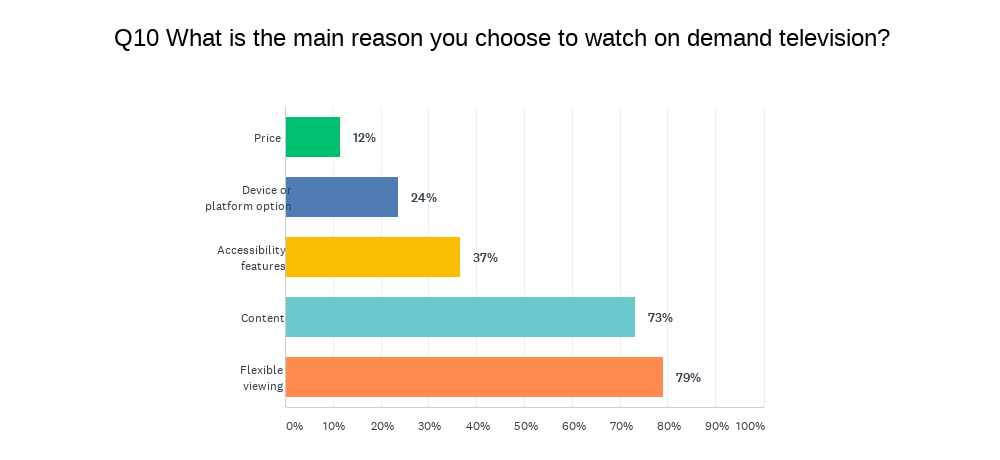 Q10 What is the main reason you choose to watch on demand television?
Price
12%
Device or
platform option
24%
Accessibility
features
37%
Content
73%
Flexible
viewing
79%
0% 10% 20% 30% 40% 50% 60% 70% 80% 90% 100%